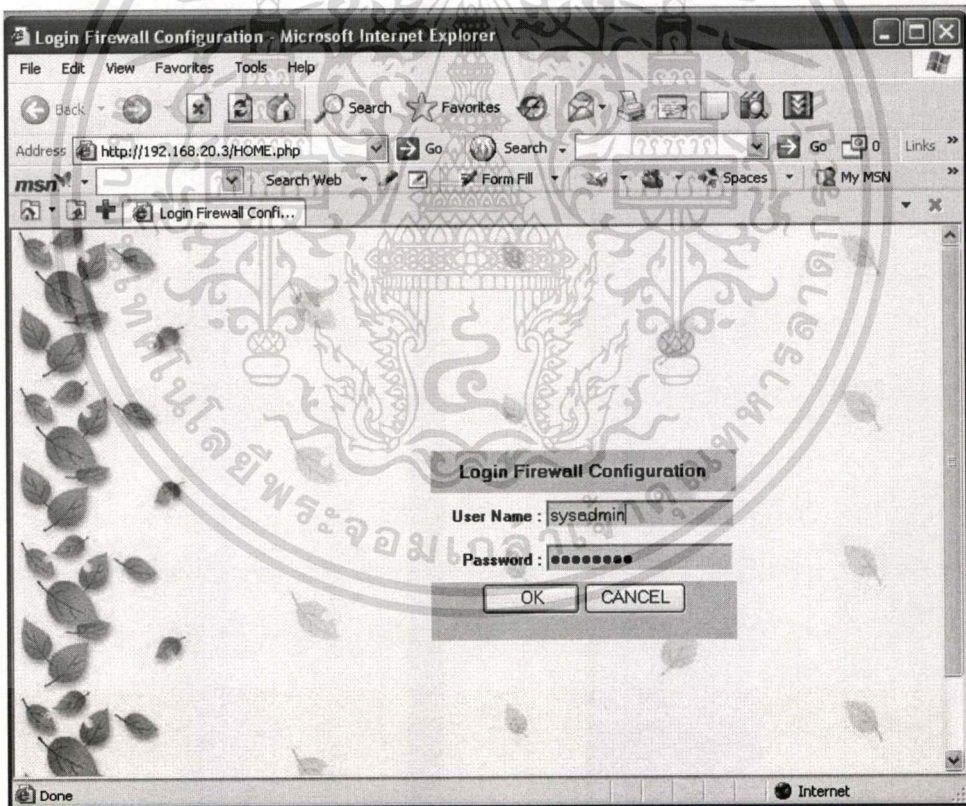 Login Firewall Configuration - Microsoft Internet Explorer
File Edit View Favorites Tools Help
Back Search Favorites
Address http://192.168.20.3/HOME.php Go Search Go 0 Links »
msn Search Web Form Fill Spaces My MSN »
Login Firewall Confi...
Login Firewall Configuration
User Name : sysadmin
Password : ••••••••
OK CANCEL
Done Internet